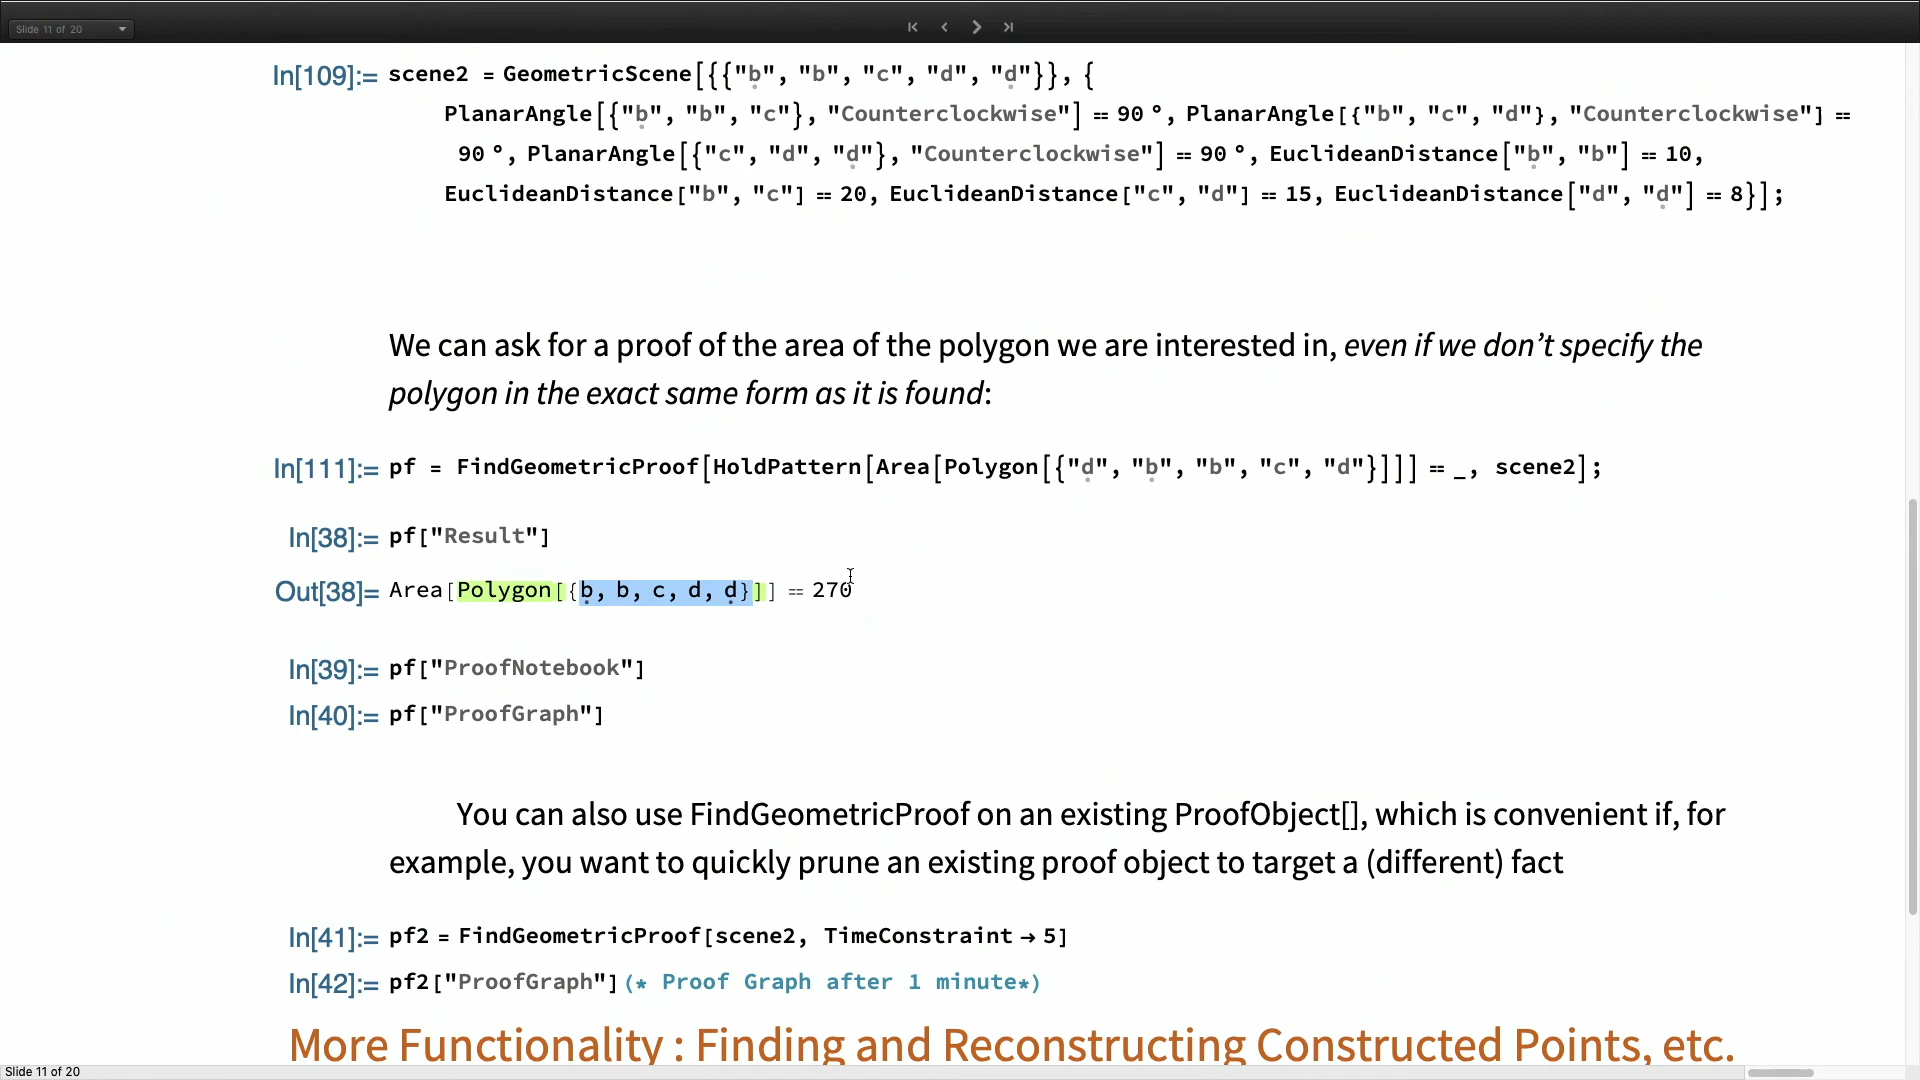 Slide 11 of 20
In[109]:= scene2 = GeometricScene[{{"ḅ", "b", "c", "d", "ḍ"}}, {
PlanarAngle[{"ḅ", "b", "c"}, "Counterclockwise"] == 90 °, PlanarAngle[{"b", "c", "d"}, "Counterclockwise"] ==
90 °, PlanarAngle[{"c", "d", "ḍ"}, "Counterclockwise"] == 90 °, EuclideanDistance["ḅ", "b"] == 10,
EuclideanDistance["b", "c"] == 20, EuclideanDistance["c", "d"] == 15, EuclideanDistance["d", "ḍ"] == 8}];
We can ask for a proof of the area of the polygon we are interested in, even if we don’t specify the
polygon in the exact same form as it is found:
In[111]:= pf = FindGeometricProof[HoldPattern[Area[Polygon[{"ḍ", "ḅ", "b", "c", "d"}]]] == _, scene2];
In[38]:= pf["Result"]
Out[38]= Area[Polygon[{ḅ, b, c, d, ḍ}]] == 270
In[39]:= pf["ProofNotebook"]
In[40]:= pf["ProofGraph"]
You can also use FindGeometricProof on an existing ProofObject[], which is convenient if, for
example, you want to quickly prune an existing proof object to target a (different) fact
In[41]:= pf2 = FindGeometricProof[scene2, TimeConstraint → 5]
In[42]:= pf2["ProofGraph"](* Proof Graph after 1 minute*)
More Functionality : Finding and Reconstructing Constructed Points, etc.
Slide 11 of 20